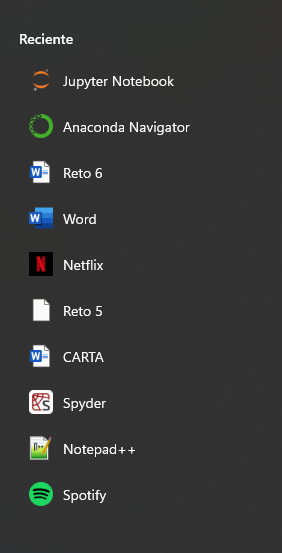 Reciente
Jupyter Notebook
Anaconda Navigator
Reto 6
Word
Netflix
Reto 5
CARTA
Spyder
Notepad++
Spotify